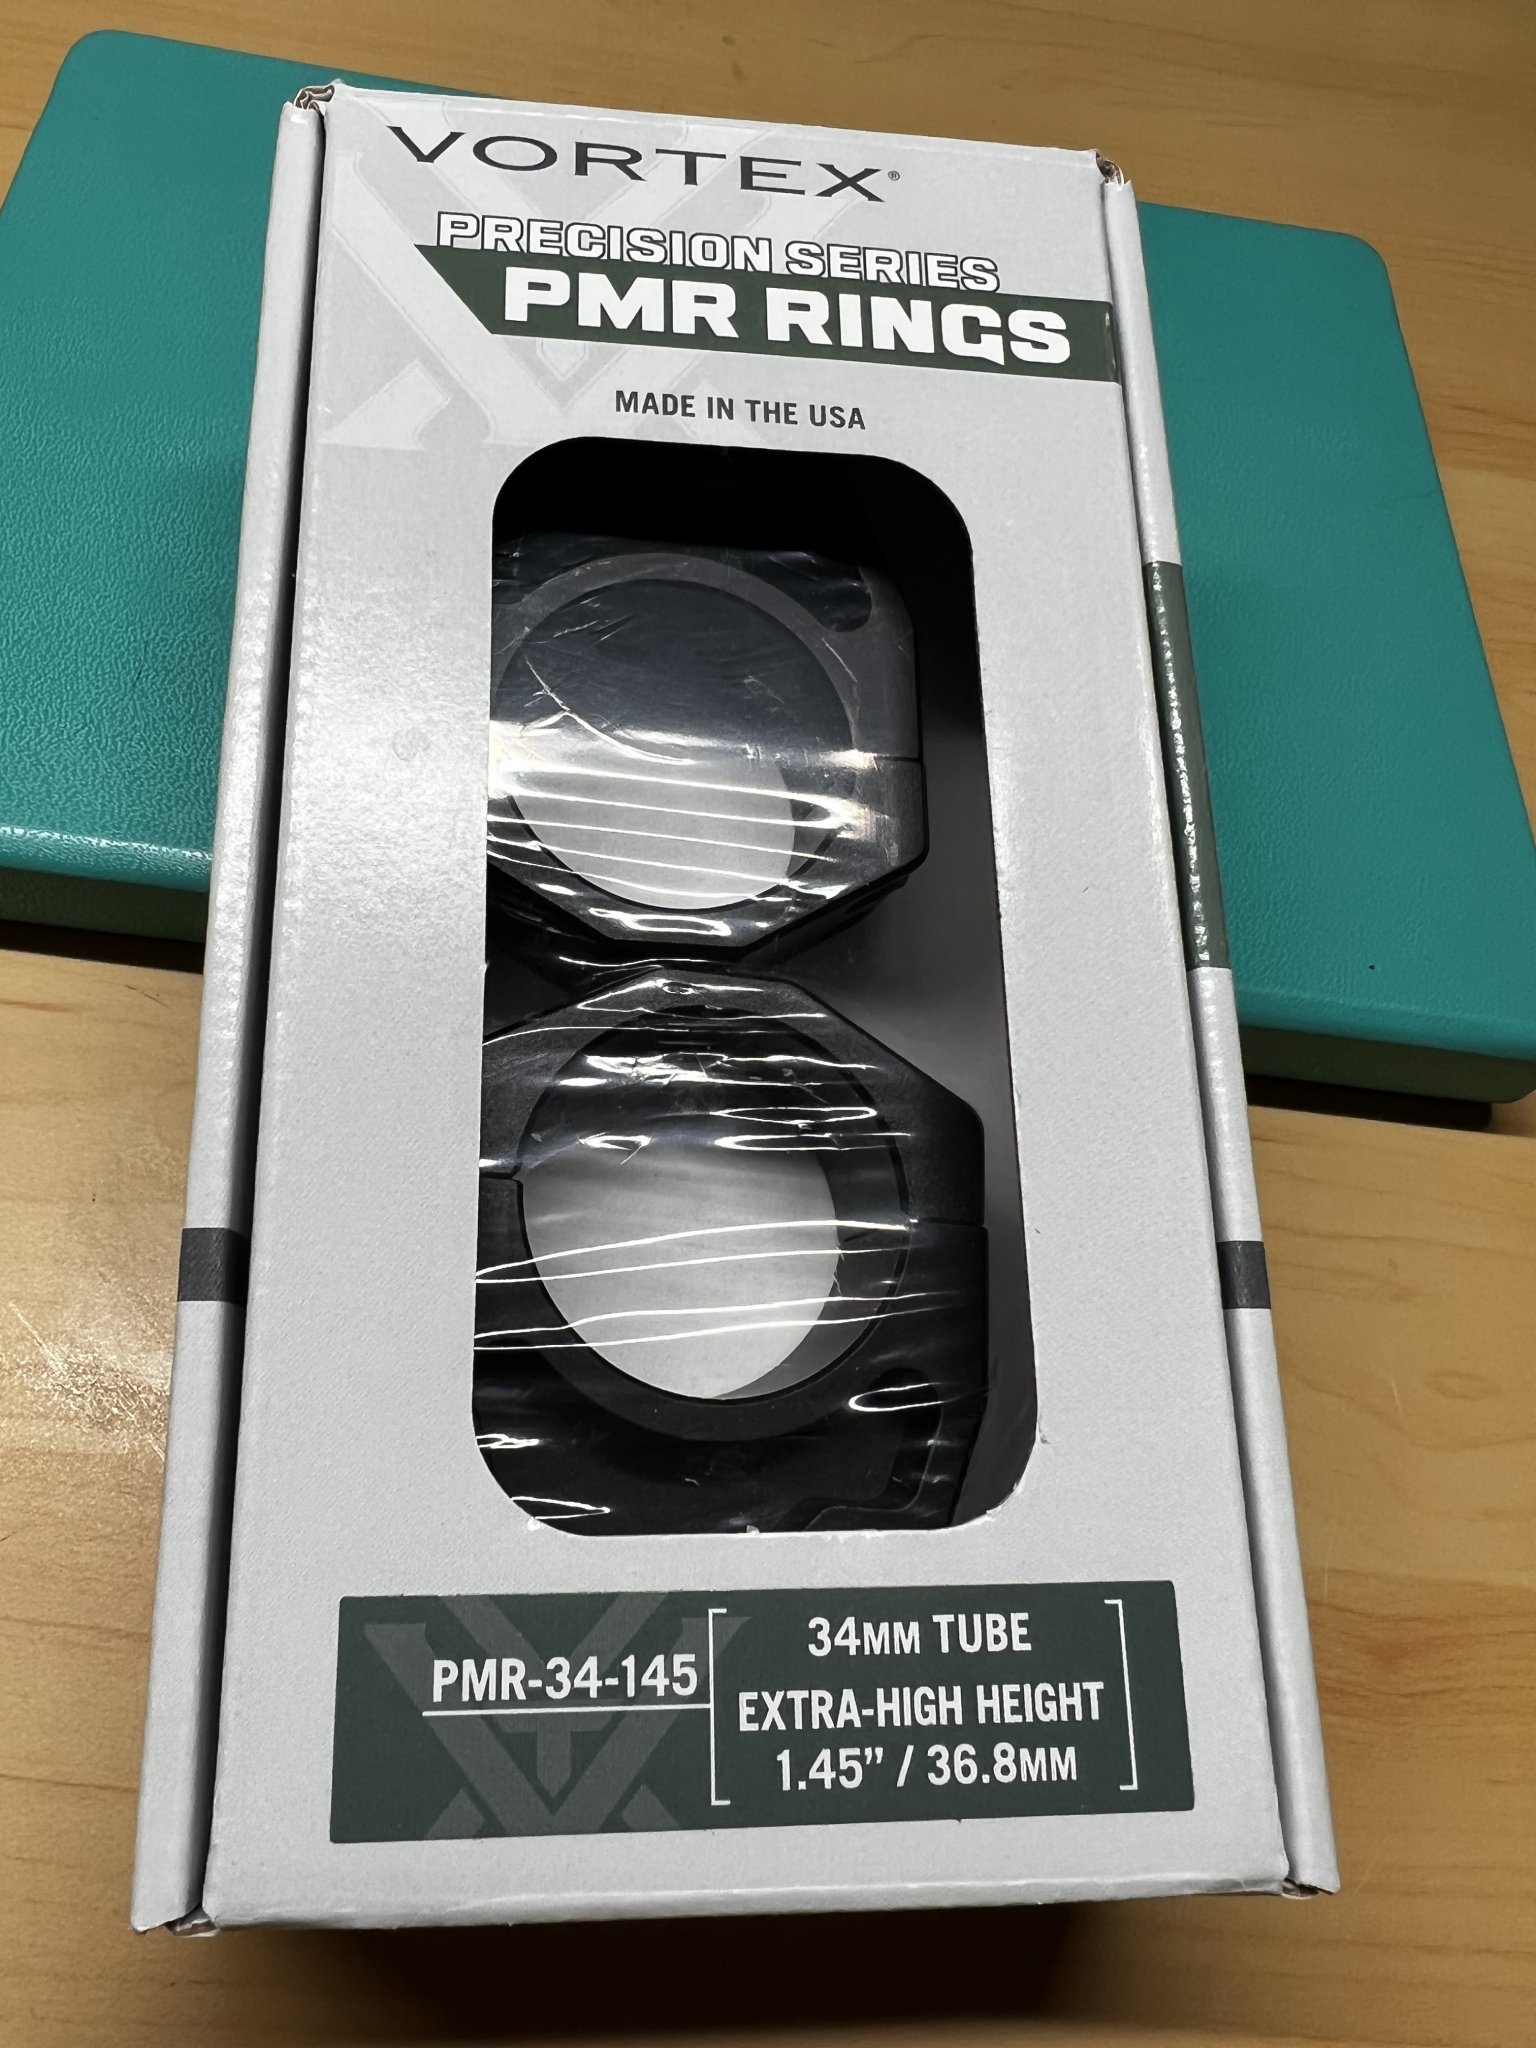 VORTEX®
PRECISION SERIES
PMR RINGS
MADE IN THE USA
PMR-34-145
34MM TUBE
EXTRA-HIGH HEIGHT
1.45” / 36.8MM